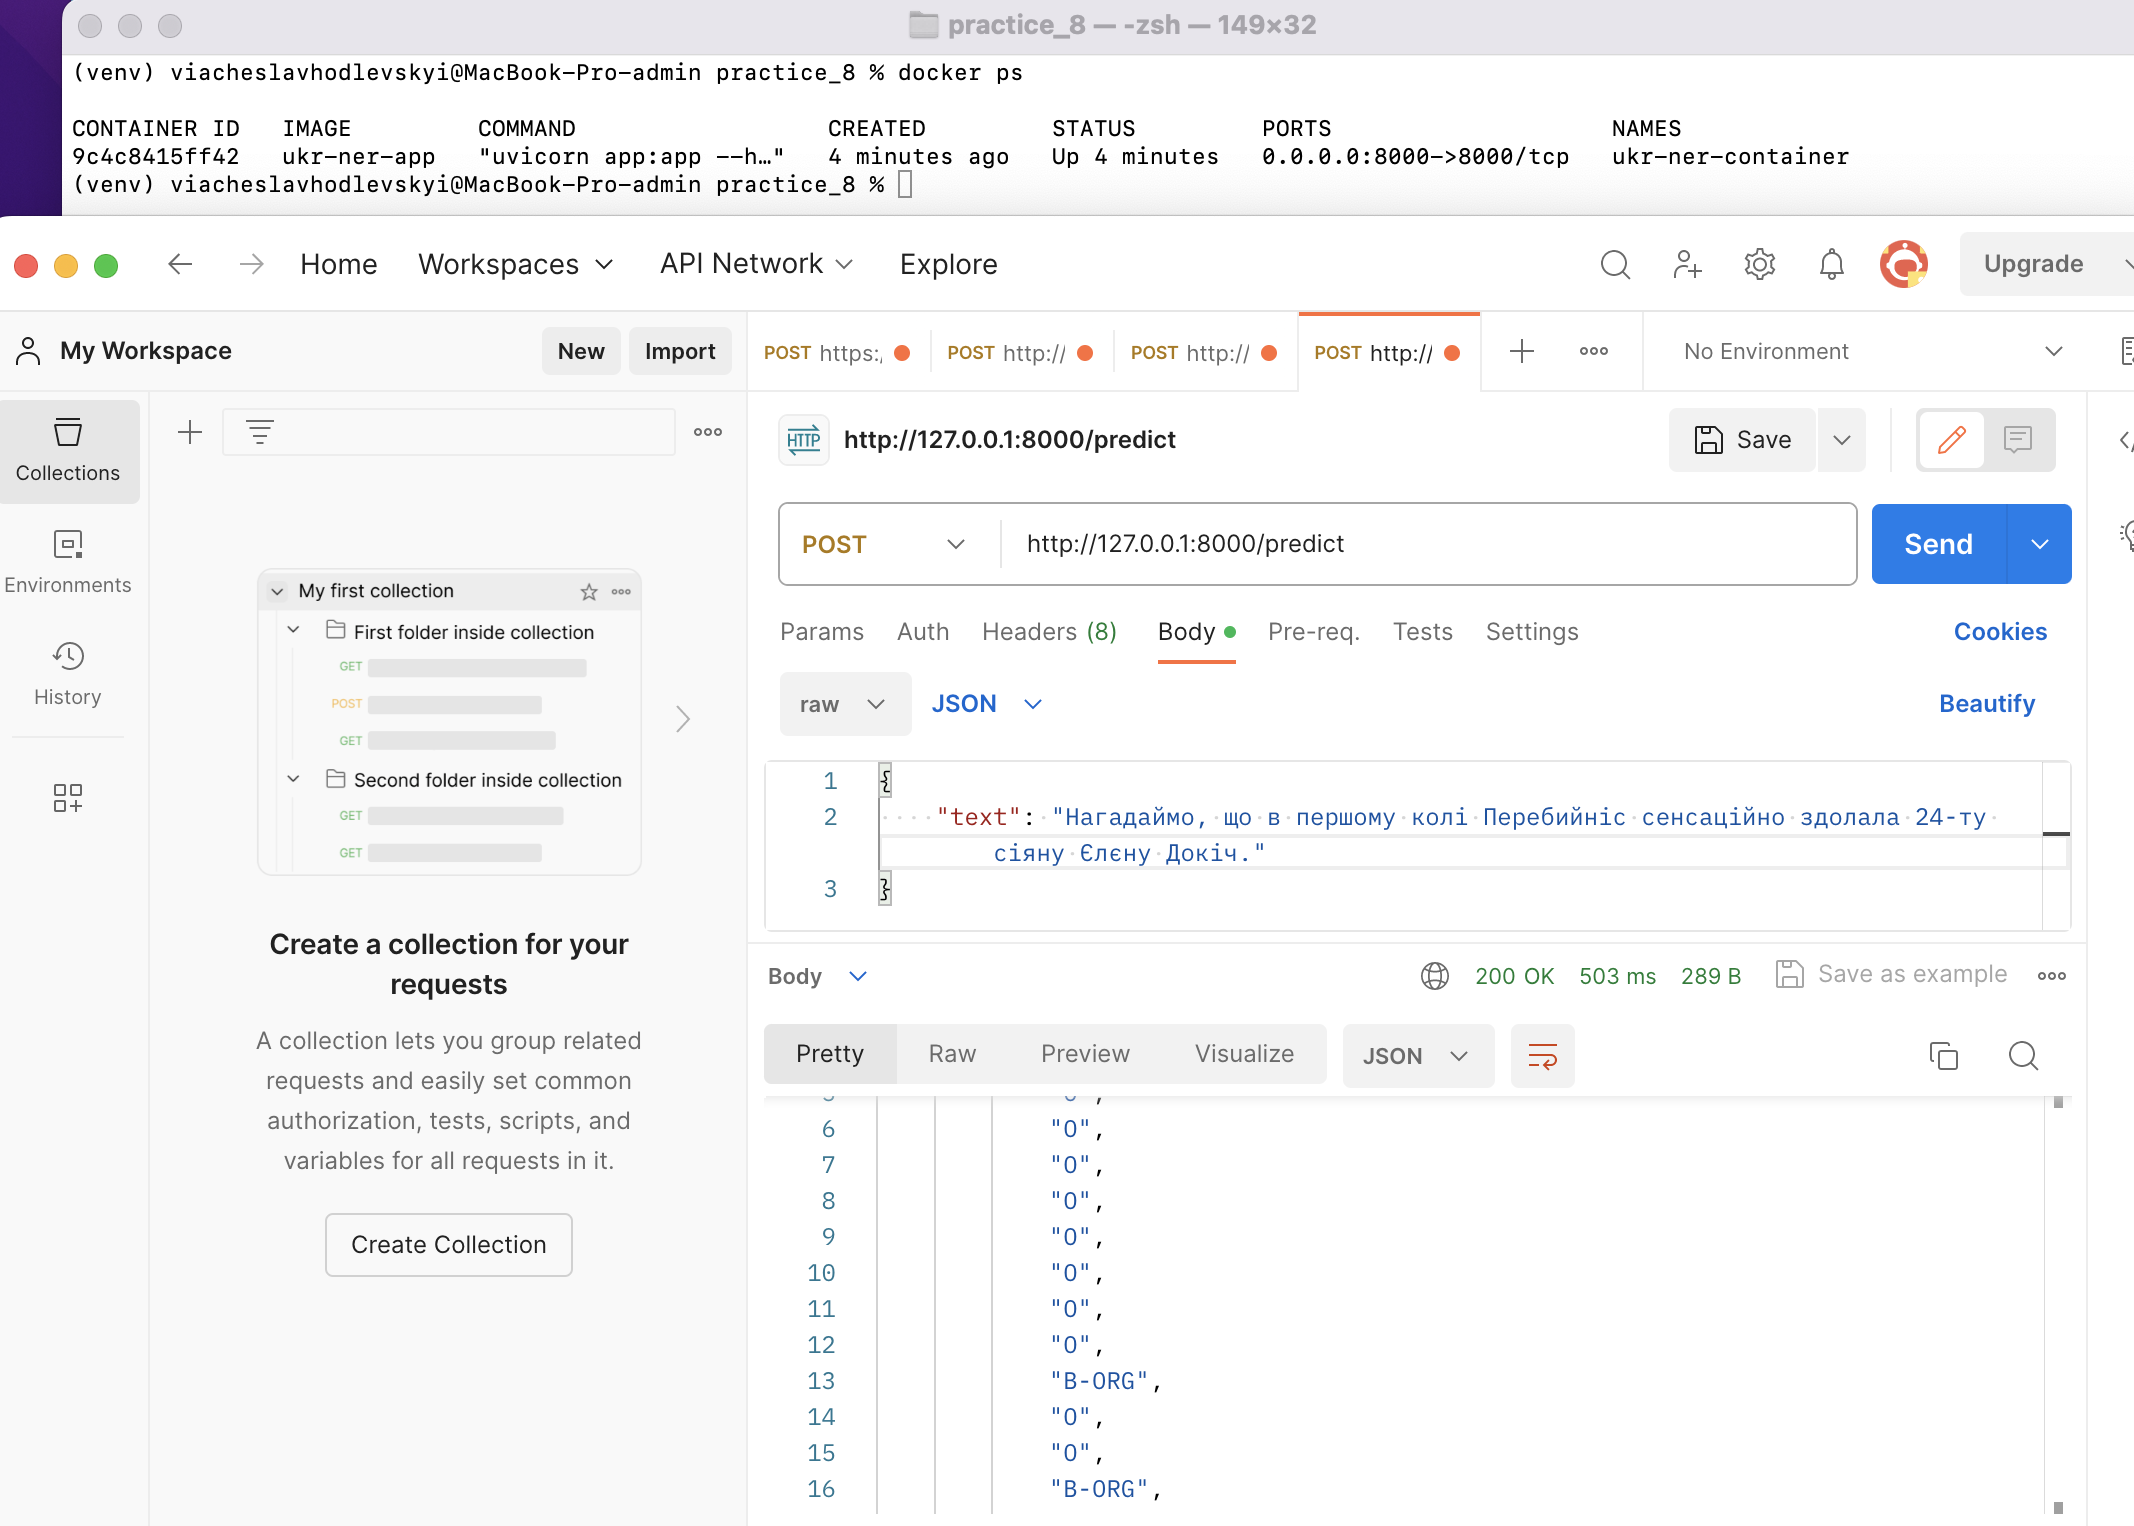 practice_8 — -zsh — 149×32
(venv) viacheslavhodlevskyi@MacBook-Pro-admin practice_8 % docker ps
CONTAINER ID IMAGE COMMAND CREATED STATUS PORTS NAMES
9c4c8415ff42 ukr-ner-app "uvicorn app:app --h…" 4 minutes ago Up 4 minutes 0.0.0.0:8000->8000/tcp ukr-ner-container
(venv) viacheslavhodlevskyi@MacBook-Pro-admin practice_8 %
Home Workspaces API Network Explore Upgrade
My Workspace New Import POST https:/ POST http:// POST http:// POST http:// No Environment
Collections
Environments
History
My first collection
First folder inside collection
GET
POST
GET
Second folder inside collection
GET
GET
Create a collection for your
requests
A collection lets you group related
requests and easily set common
authorization, tests, scripts, and
variables for all requests in it.
Create Collection
HTTP http://127.0.0.1:8000/predict Save
POST http://127.0.0.1:8000/predict Send
Params Auth Headers (8) Body Pre-req. Tests Settings Cookies
raw JSON Beautify
1 {
2 "text": "Нагадаймо, що в першому колі Перебийніс сенсаційно здолала 24-ту
сіяну Єлєну Докіч."
3 }
Body 200 OK 503 ms 289 B Save as example
Pretty Raw Preview Visualize JSON
6 "O",
7 "O",
8 "O",
9 "O",
10 "O",
11 "O",
12 "O",
13 "B-ORG",
14 "O",
15 "O",
16 "B-ORG",